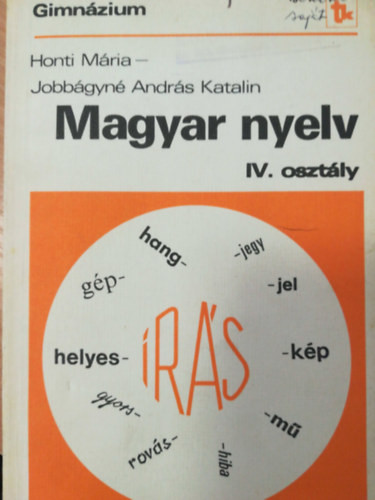 Gimnázium
saját
tk
Honti Mária –
Jobbágyné András Katalin
Magyar nyelv
IV. osztály
hang-
-jegy
gép-
-jel
helyes-
ÍRÁS
-kép
gyors-
-mű
rovás-
-hiba